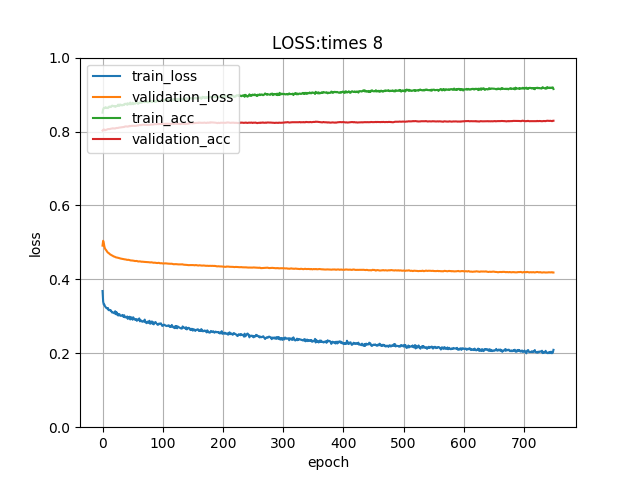 LOSS:times 8
train_loss
validation_loss
train_acc
validation_acc
1.0
0.8
0.6
0.4
0.2
0.0
loss
0 100 200 300 400 500 600 700
epoch